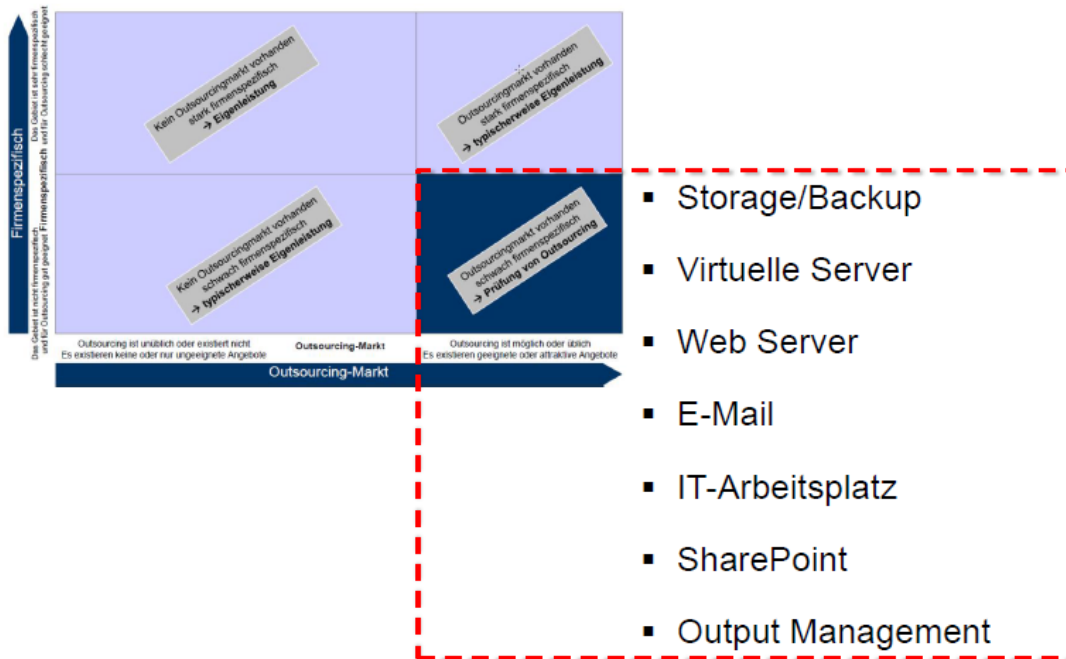 Firmenspezifisch
Das Gebiet ist sehr firmenspezifisch
und für Outsourcing schlecht geeignet
Firmenspezifisch
Das Gebiet ist nicht firmenspezifisch
und für Outsourcing gut geeignet
Kein Outsourcingmarkt vorhanden
stark firmenspezifisch
→ Eigenleistung
Outsourcingmarkt vorhanden
stark firmenspezifisch
→ typischerweise Eigenleistung
Kein Outsourcingmarkt vorhanden
schwach firmenspezifisch
→ typischerweise Eigenleistung
Outsourcingmarkt vorhanden
schwach firmenspezifisch
→ Prüfung von Outsourcing
Outsourcing ist unüblich oder existiert nicht
Es existieren keine oder nur ungeeignete Angebote
Outsourcing-Markt
Outsourcing ist möglich oder üblich
Es existieren geeignete oder attraktive Angebote
Outsourcing-Markt
▪ Storage/Backup
▪ Virtuelle Server
▪ Web Server
▪ E-Mail
▪ IT-Arbeitsplatz
▪ SharePoint
▪ Output Management